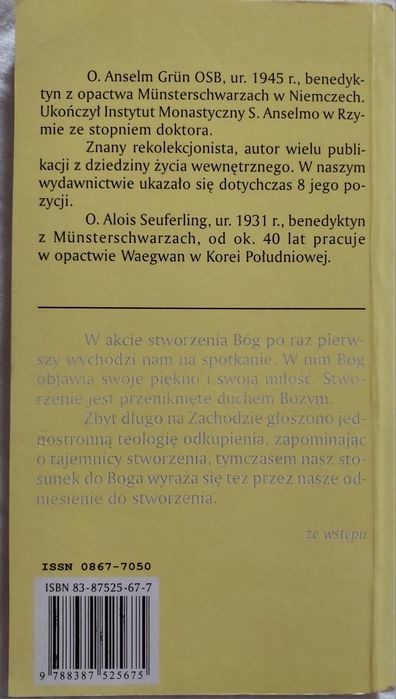 O. Anselm Grün OSB, ur. 1945 r., benedyk-
tyn z opactwa Münsterschwarzach w Niemczech.
Ukończył Instytut Monastyczny S. Anselmo w Rzy-
mie ze stopniem doktora.
Znany rekolekcjonista, autor wielu publi-
kacji z dziedziny życia wewnętrznego. W naszym
wydawnictwie ukazało się dotychczas 8 jego po-
zycji.
O. Alois Seuferling, ur. 1931 r., benedyktyn
z Münsterschwarzach, od ok. 40 lat pracuje
w opactwie Waegwan w Korei Południowej.
W akcie stworzenia Bóg po raz pierw-
szy wychodzi nam na spotkanie. W nim Bóg
objawia swoje piękno i swoją miłość. Stwo-
rzenie jest przeniknięte duchem Bożym.
Zbyt długo na Zachodzie głoszono jed-
nostronną teologię odkupienia, zapominając
o tajemnicy stworzenia, tymczasem nasz sto-
sunek do Boga wyraża się też przez nasze od-
niesienie do stworzenia.
ze wstępu
ISSN 0867-7050
ISBN 83-87525-67-7
9 788387 525675